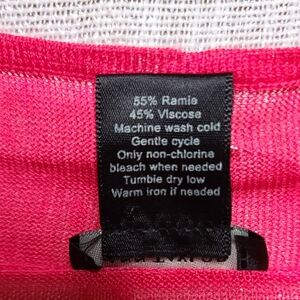 55% Ramie
45% Viscose
Machine wash cold
Gentle cycle
Only non-chlorine
bleach when needed
Tumble dry low
Warm iron if needed